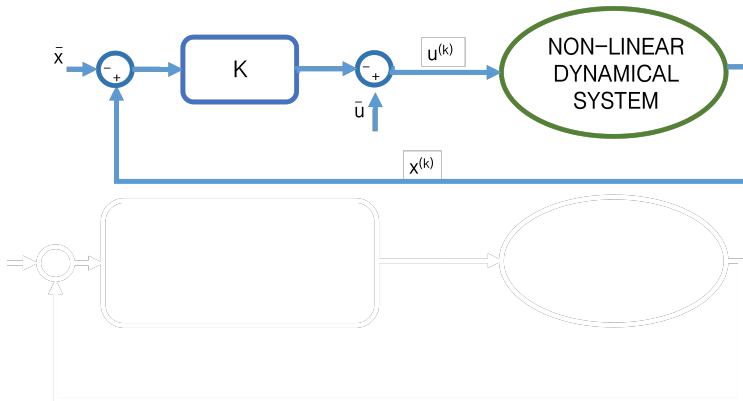 x̄
-
+
K
-
+
u⁽ᵏ⁾
ū
NON-LINEAR
DYNAMICAL
SYSTEM
x⁽ᵏ⁾